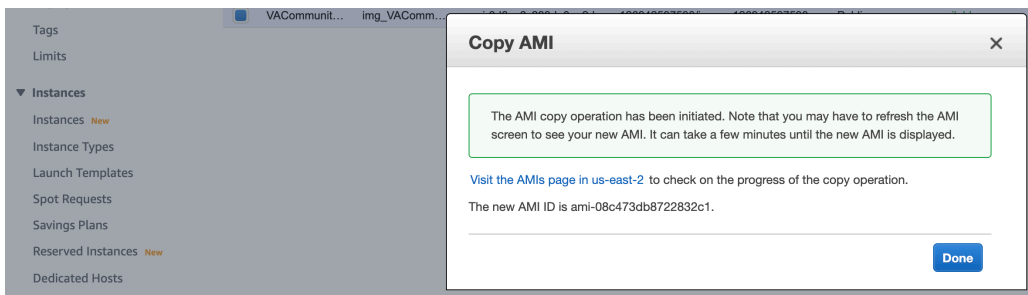 VACommunit... img_VAComm...
Tags
Limits
Instances
Instances New
Instance Types
Launch Templates
Spot Requests
Savings Plans
Reserved Instances New
Dedicated Hosts
Copy AMI
The AMI copy operation has been initiated. Note that you may have to refresh the AMI
screen to see your new AMI. It can take a few minutes until the new AMI is displayed.
Visit the AMIs page in us-east-2 to check on the progress of the copy operation.
The new AMI ID is ami-08c473db8722832c1.
Done